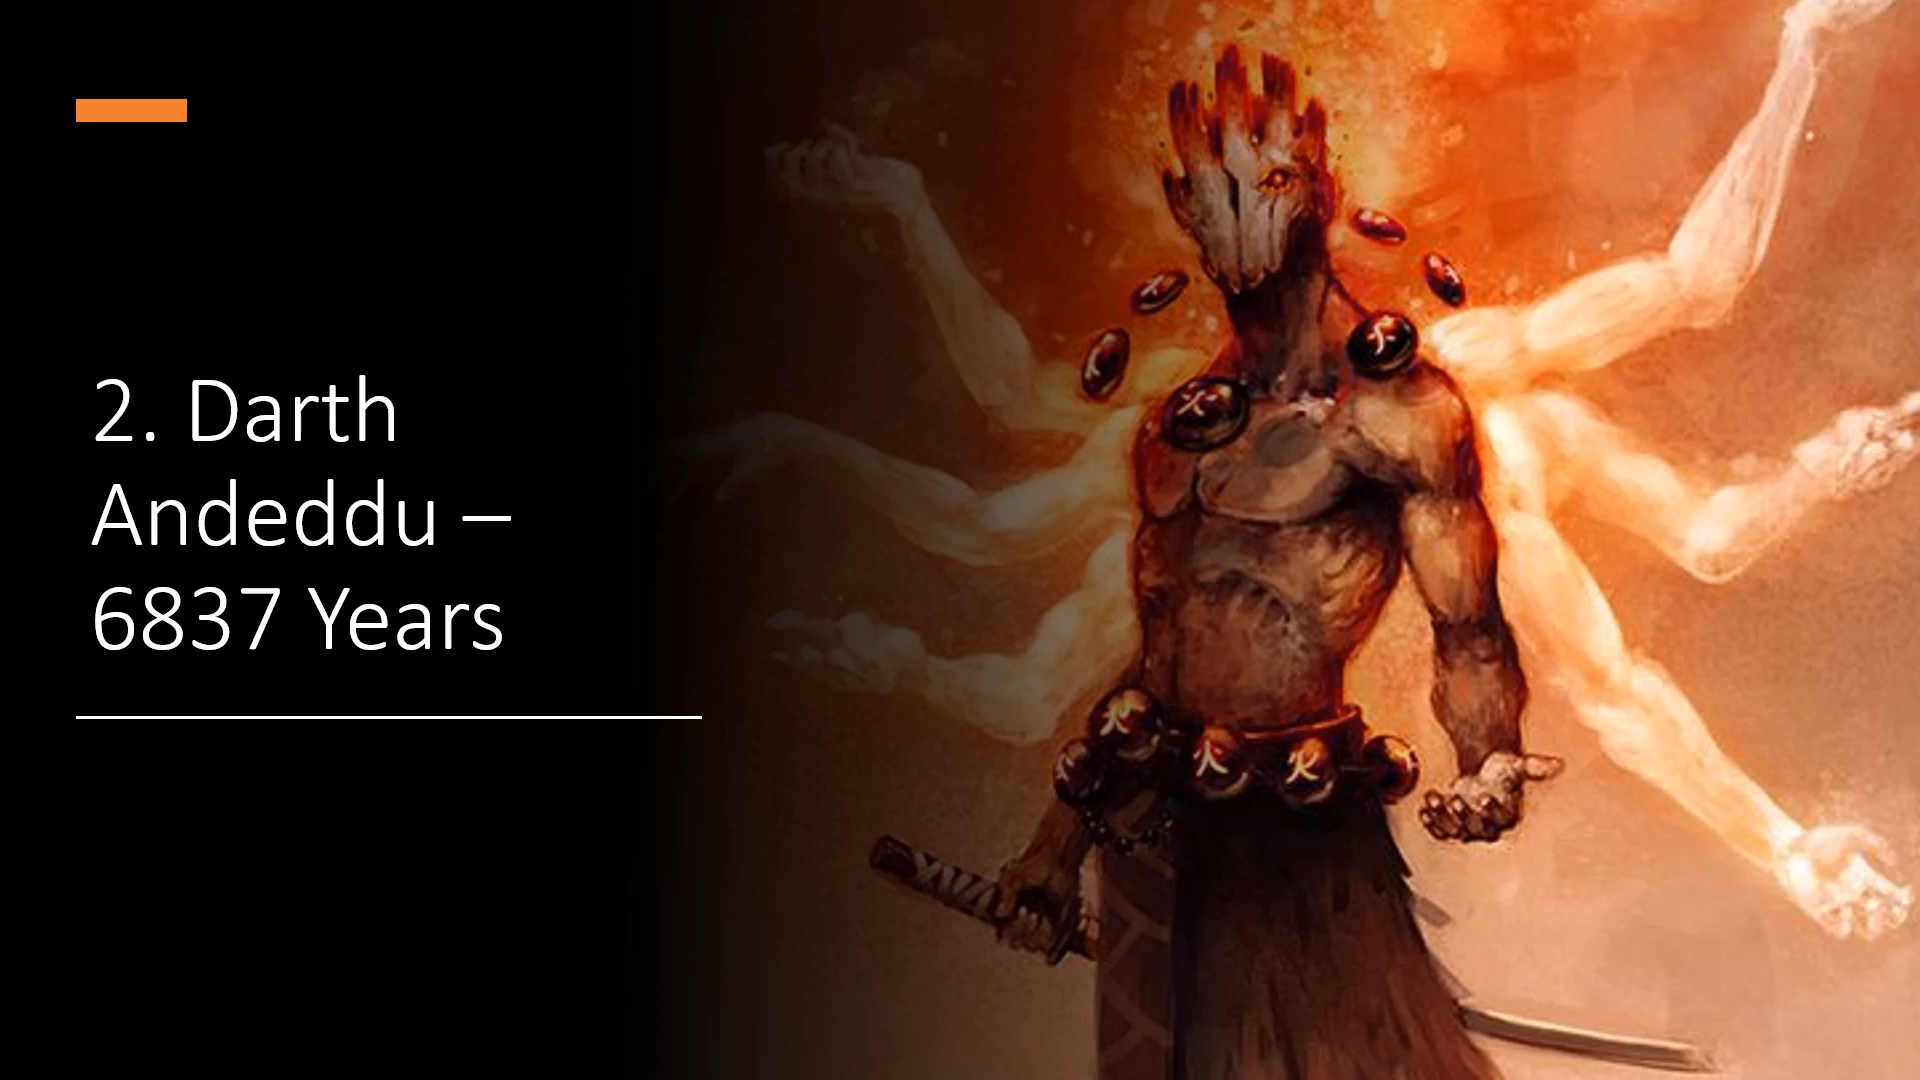 2. Darth
Andeddu –
6837 Years